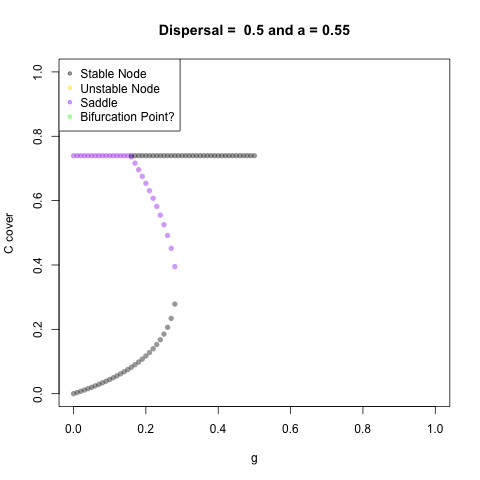 Dispersal =  0.5 and a = 0.55
Stable Node
Unstable Node
Saddle
Bifurcation Point?
C cover
1.0
0.8
0.6
0.4
0.2
0.0
0.0 0.2 0.4 0.6 0.8 1.0
g